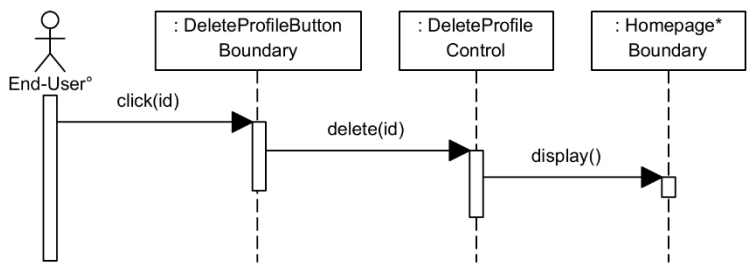 : DeleteProfileButton
Boundary
: DeleteProfile
Control
: Homepage*
Boundary
End-User°
click(id)
delete(id)
display()